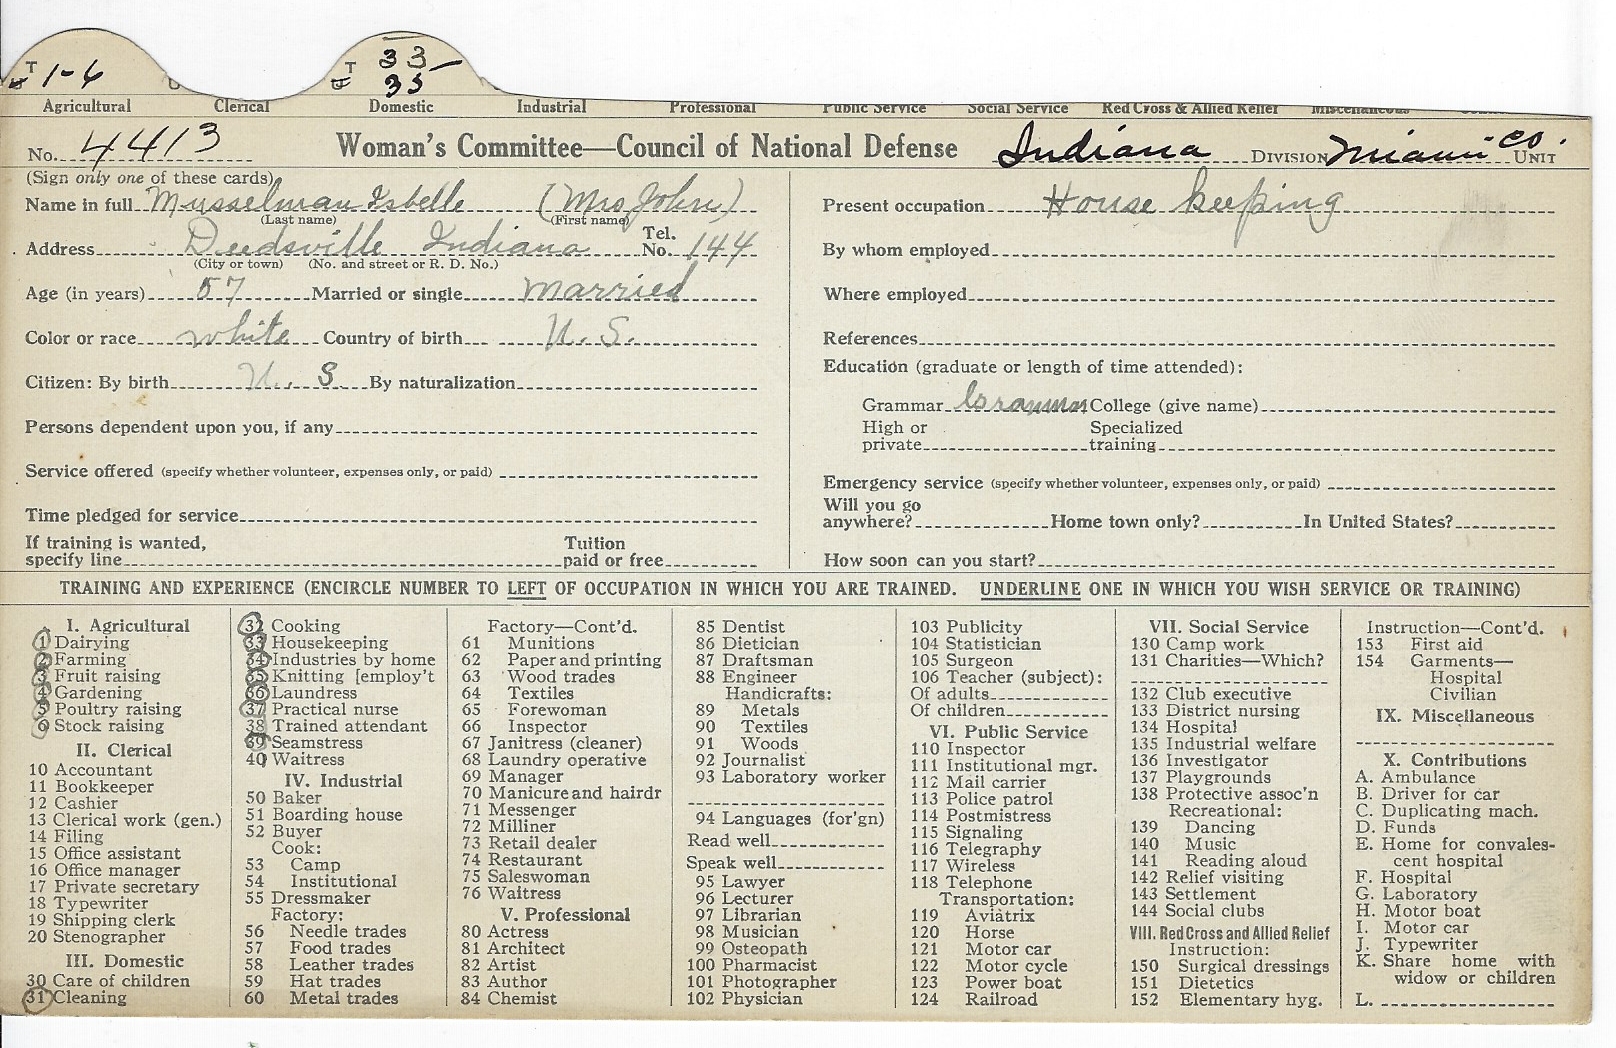 T 1-6 T 33-
35
Agricultural Clerical Domestic Industrial Professional Public Service Social Service Red Cross & Allied Relief Miscellaneous
No. 4413 Woman's Committee—Council of National Defense Indiana DIVISION Miami Co. UNIT
(Sign only one of these cards)
Name in full Musselman Isbelle (Mrs John)
(Last name) (First name)
Address Deedsville Indiana Tel. No. 144
(City or town) (No. and street or R. D. No.)
Age (in years) 57 Married or single married
Color or race white Country of birth U. S.
Citizen: By birth U. S By naturalization
Persons dependent upon you, if any
Service offered (specify whether volunteer, expenses only, or paid)
Time pledged for service
If training is wanted, specify line Tuition paid or free
Present occupation House keeping
By whom employed
Where employed
References
Education (graduate or length of time attended):
Grammar Grammar College (give name)
High or private Specialized training
Emergency service (specify whether volunteer, expenses only, or paid)
Will you go anywhere? Home town only? In United States?
How soon can you start?
TRAINING AND EXPERIENCE (ENCIRCLE NUMBER TO LEFT OF OCCUPATION IN WHICH YOU ARE TRAINED. UNDERLINE ONE IN WHICH YOU WISH SERVICE OR TRAINING)
I. Agricultural
1 Dairying
2 Farming
3 Fruit raising
4 Gardening
5 Poultry raising
6 Stock raising
II. Clerical
10 Accountant
11 Bookkeeper
12 Cashier
13 Clerical work (gen.)
14 Filing
15 Office assistant
16 Office manager
17 Private secretary
18 Typewriter
19 Shipping clerk
20 Stenographer
III. Domestic
30 Care of children
31 Cleaning
32 Cooking
33 Housekeeping
34 Industries by home
35 Knitting [employ't
36 Laundress
37 Practical nurse
38 Trained attendant
39 Seamstress
40 Waitress
IV. Industrial
50 Baker
51 Boarding house
52 Buyer
Cook:
53 Camp
54 Institutional
55 Dressmaker
Factory:
56 Needle trades
57 Food trades
58 Leather trades
59 Hat trades
60 Metal trades
Factory—Cont'd.
61 Munitions
62 Paper and printing
63 Wood trades
64 Textiles
65 Forewoman
66 Inspector
67 Janitress (cleaner)
68 Laundry operative
69 Manager
70 Manicure and hairdr
71 Messenger
72 Milliner
73 Retail dealer
74 Restaurant
75 Saleswoman
76 Waitress
V. Professional
80 Actress
81 Architect
82 Artist
83 Author
84 Chemist
85 Dentist
86 Dietician
87 Draftsman
88 Engineer
Handicrafts:
89 Metals
90 Textiles
91 Woods
92 Journalist
93 Laboratory worker
94 Languages (for'gn)
Read well
Speak well
95 Lawyer
96 Lecturer
97 Librarian
98 Musician
99 Osteopath
100 Pharmacist
101 Photographer
102 Physician
103 Publicity
104 Statistician
105 Surgeon
106 Teacher (subject):
Of adults
Of children
VI. Public Service
110 Inspector
111 Institutional mgr.
112 Mail carrier
113 Police patrol
114 Postmistress
115 Signaling
116 Telegraphy
117 Wireless
118 Telephone
Transportation:
119 Aviatrix
120 Horse
121 Motor car
122 Motor cycle
123 Power boat
124 Railroad
VII. Social Service
130 Camp work
131 Charities—Which?
132 Club executive
133 District nursing
134 Hospital
135 Industrial welfare
136 Investigator
137 Playgrounds
138 Protective assoc'n
Recreational:
139 Dancing
140 Music
141 Reading aloud
142 Relief visiting
143 Settlement
144 Social clubs
VIII. Red Cross and Allied Relief
Instruction:
150 Surgical dressings
151 Dietetics
152 Elementary hyg.
Instruction—Cont'd.
153 First aid
154 Garments—
Hospital
Civilian
IX. Miscellaneous
X. Contributions
A. Ambulance
B. Driver for car
C. Duplicating mach.
D. Funds
E. Home for convales-
cent hospital
F. Hospital
G. Laboratory
H. Motor boat
I. Motor car
J. Typewriter
K. Share home with
widow or children
L.